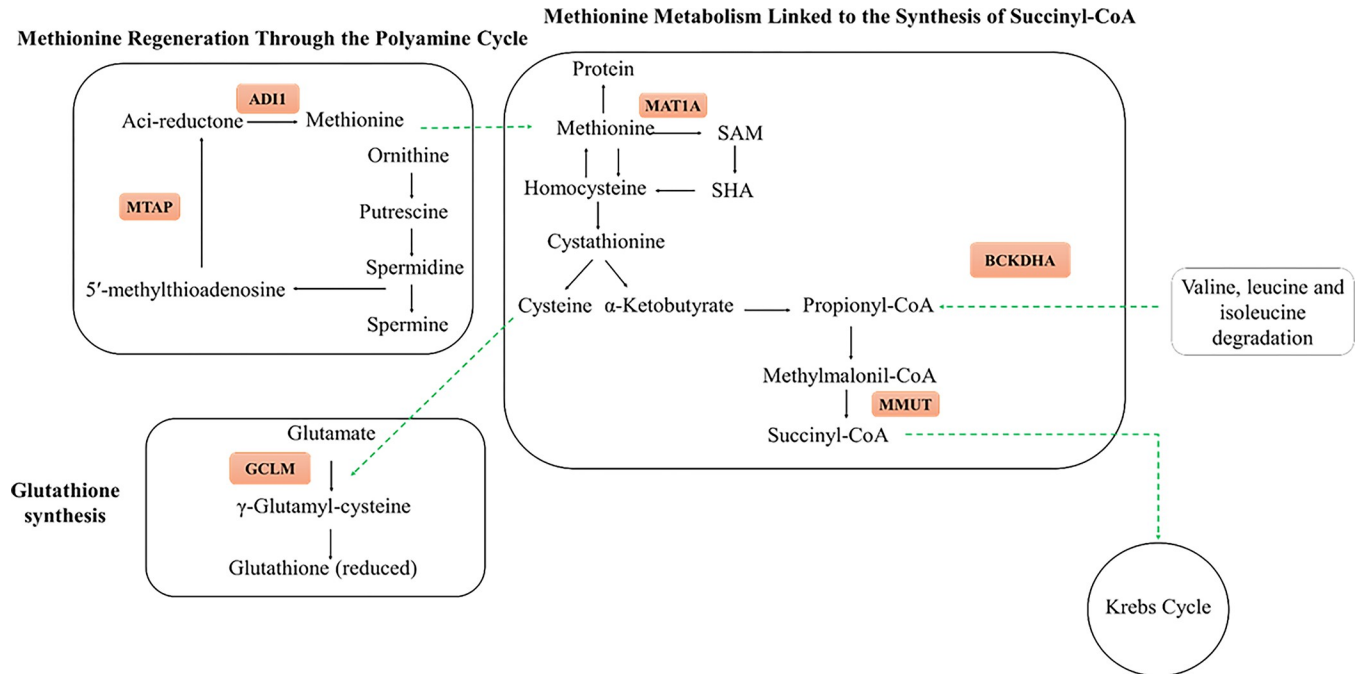 Methionine Metabolism Linked to the Synthesis of Succinyl-CoA
Methionine Regeneration Through the Polyamine Cycle
ADI1
Aci-reductone
Methionine
Ornithine
MTAP
Putrescine
Spermidine
5′-methylthioadenosine
Spermine
Protein
MAT1A
Methionine
SAM
Homocysteine
SHA
Cystathionine
BCKDHA
Cysteine
α-Ketobutyrate
Propionyl-CoA
Valine, leucine and
isoleucine
degradation
Methylmalonil-CoA
MMUT
Succinyl-CoA
Glutathione
synthesis
Glutamate
GCLM
γ-Glutamyl-cysteine
Glutathione (reduced)
Krebs Cycle